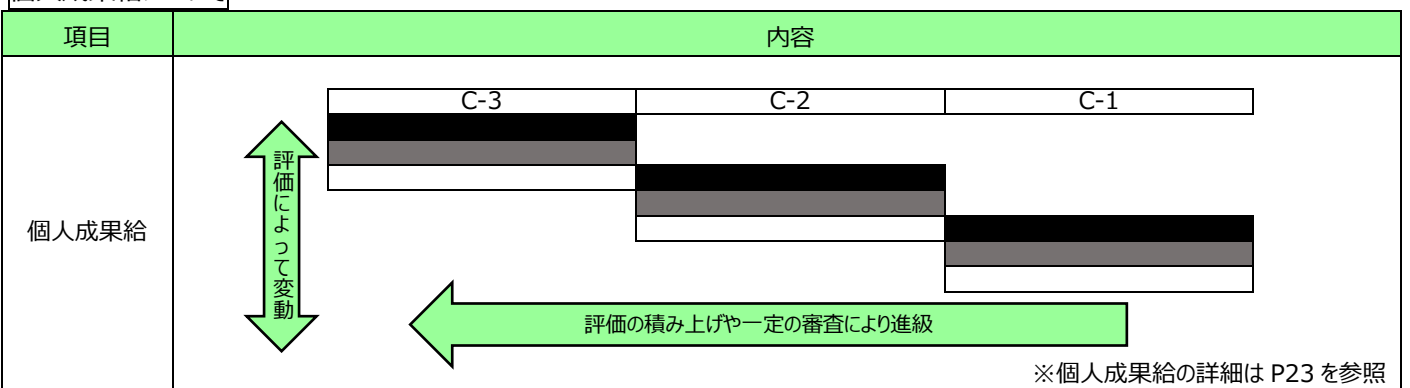 項目
内容
個人成果給
C-3
C-2
C-1
評価によって変動
評価の積み上げや一定の審査により進級
※個人成果給の詳細は P23 を参照